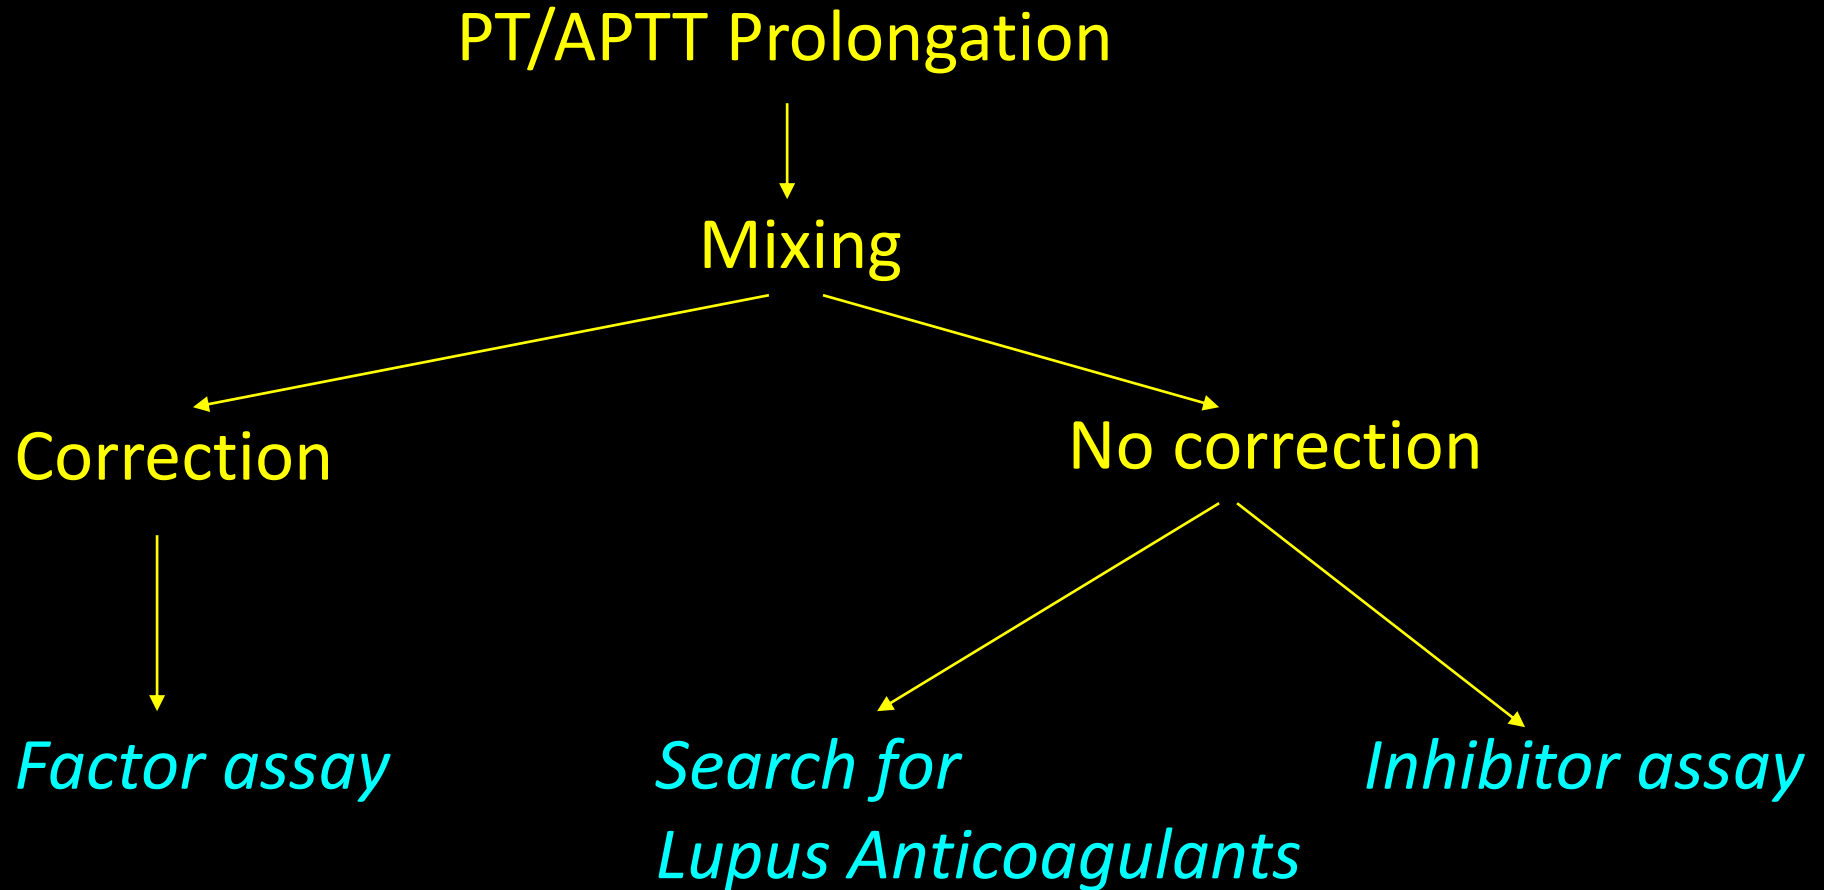 PT/APTT Prolongation
Mixing
Correction
No correction
Factor assay
Search for
Lupus Anticoagulants
Inhibitor assay